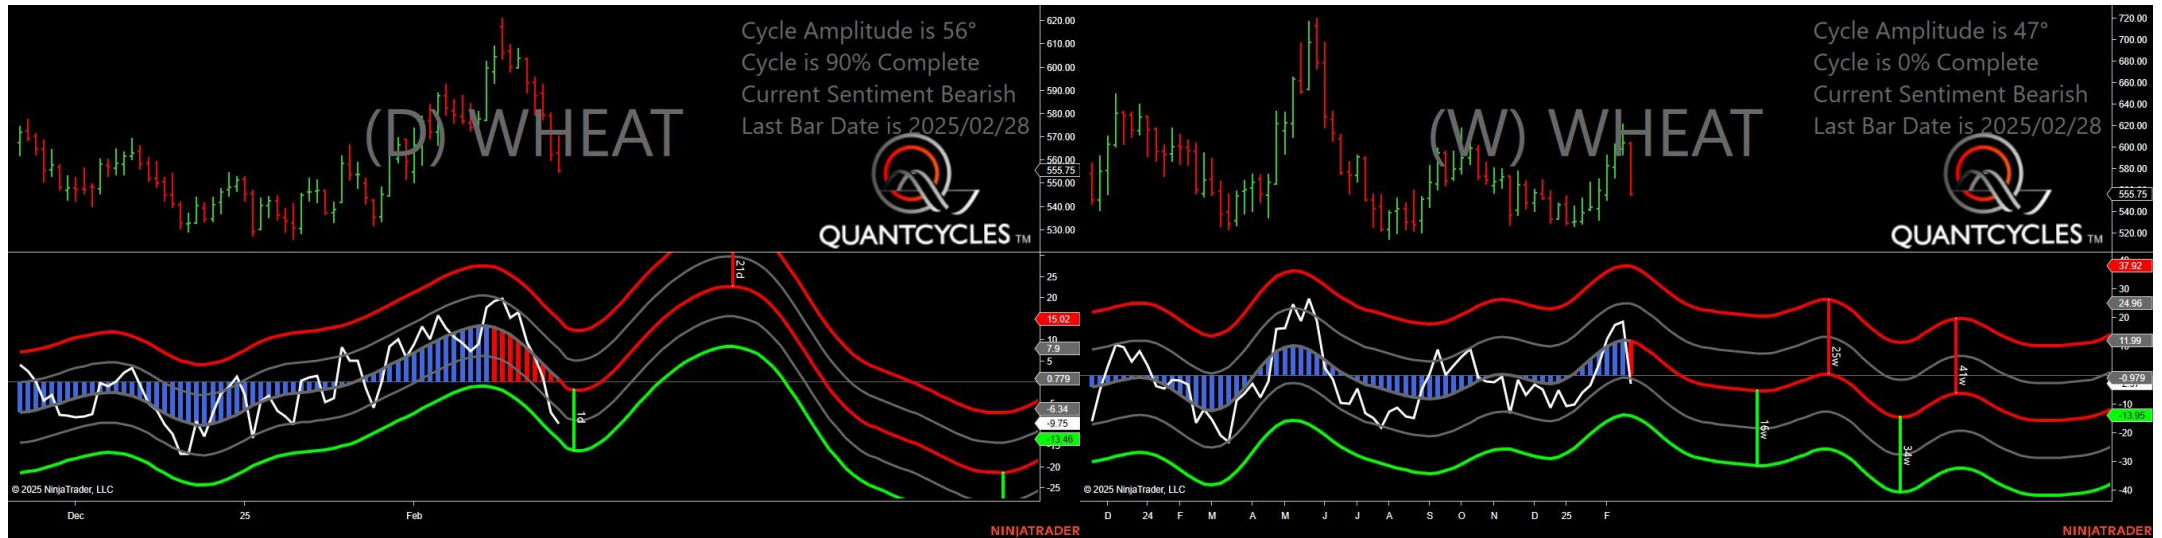 Cycle Amplitude is 56°
Cycle is 90% Complete
Current Sentiment Bearish
Last Bar Date is 2025/02/28
(D) WHEAT
QUANTCYCLES TM
620.00
610.00
600.00
590.00
580.00
570.00
560.00
555.75
550.00
540.00
530.00
21d
1d
25
20
15.02
10
7.9
5
0.779
-6.34
-9.75
-13.46
-20
-25
© 2025 NinjaTrader, LLC
Dec
25
Feb
NINJATRADER
Cycle Amplitude is 47°
Cycle is 0% Complete
Current Sentiment Bearish
Last Bar Date is 2025/02/28
(W) WHEAT
QUANTCYCLES TM
720.00
700.00
680.00
660.00
640.00
620.00
600.00
580.00
555.75
540.00
520.00
16w
25w
34w
41w
37.92
30
24.96
20
11.99
-0.979
-10
-13.95
-20
-30
-40
© 2025 NinjaTrader, LLC
D
24
F
M
A
M
J
J
A
S
O
N
D
25
F
NINJATRADER